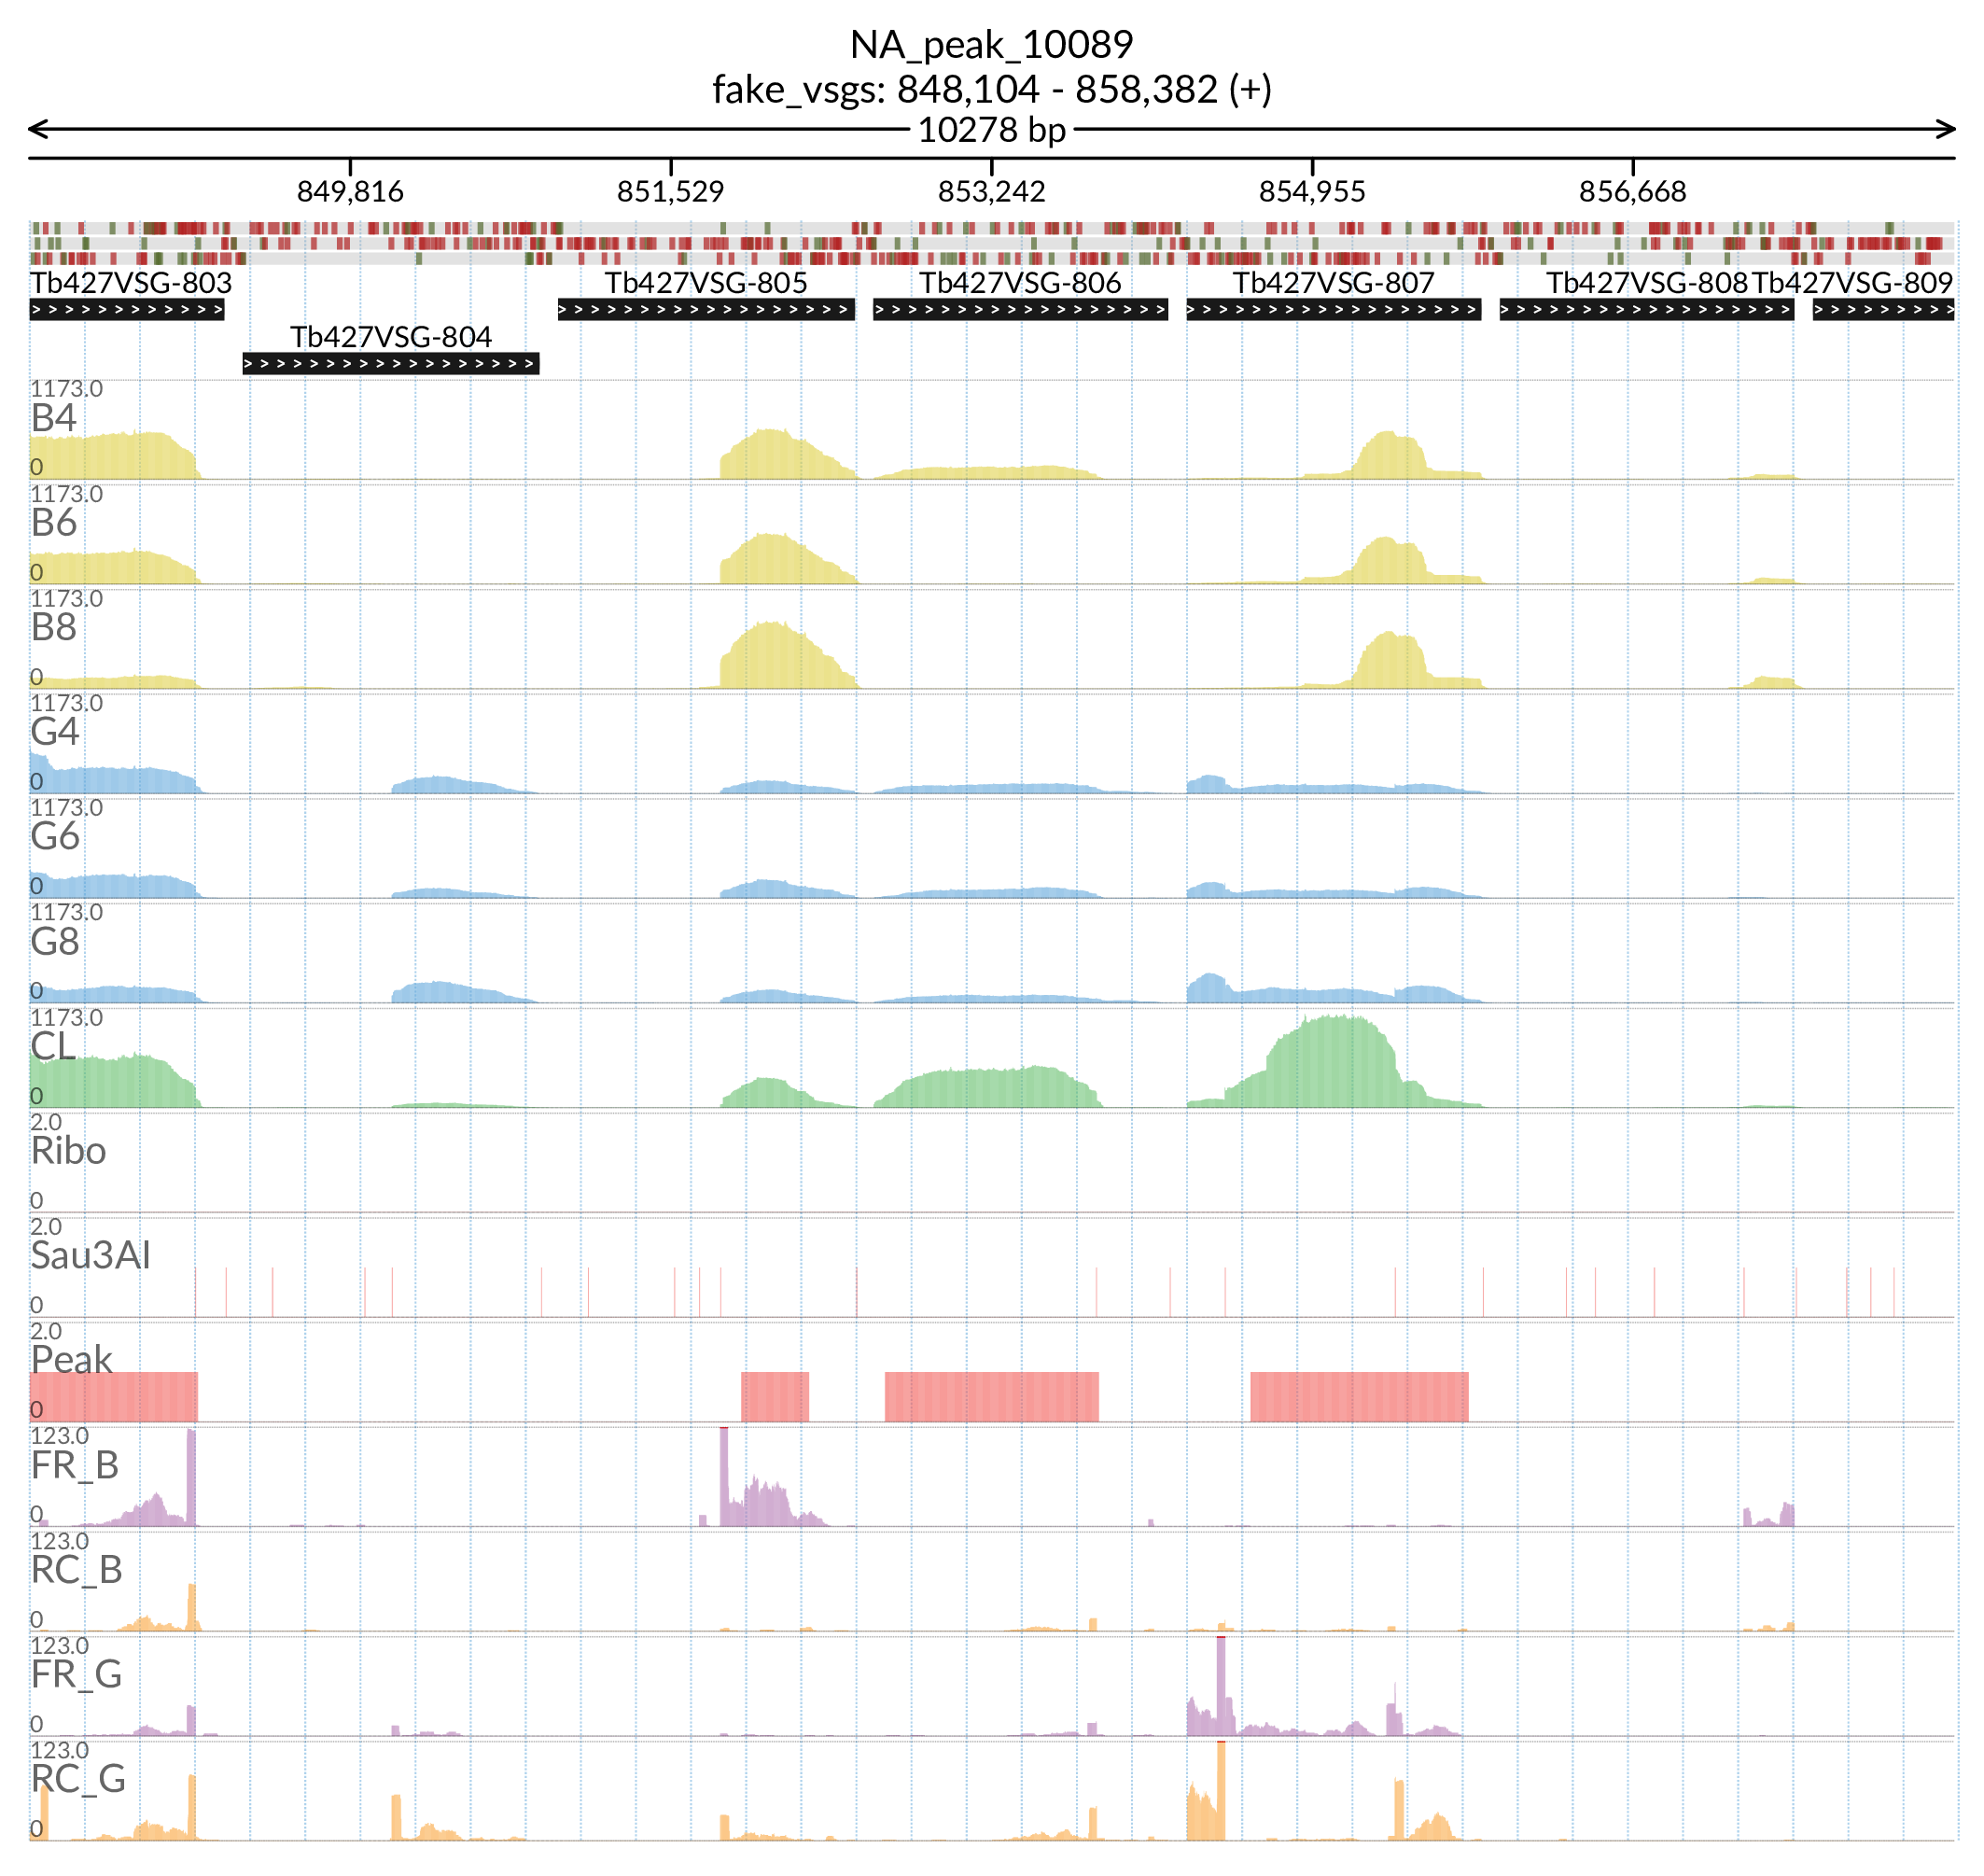 NA_peak_10089
fake_vsgs: 848,104 - 858,382 (+)
10278 bp
849,816 851,529 853,242 854,955 856,668
Tb427VSG-803 Tb427VSG-805 Tb427VSG-806 Tb427VSG-807 Tb427VSG-808 Tb427VSG-809
Tb427VSG-804
1173.0
B4
0
1173.0
B6
0
1173.0
B8
0
1173.0
G4
0
1173.0
G6
0
1173.0
G8
0
1173.0
CL
0
2.0
Ribo
0
2.0
Sau3AI
0
2.0
Peak
0
123.0
FR_B
0
123.0
RC_B
0
123.0
FR_G
0
123.0
RC_G
0